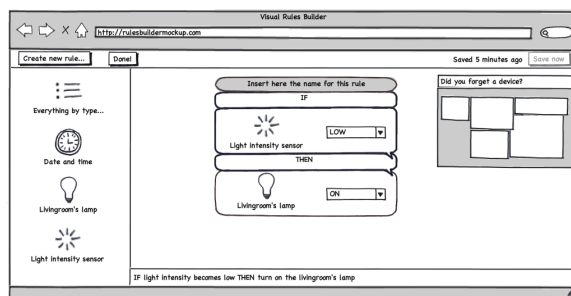 Visual Rules Builder
http://rulesbuildermockup.com
Create new rule...
Done!
Saved 5 minutes ago
Save now
Everything by type...
Date and time
Livingroom's lamp
Light intensity sensor
Insert here the name for this rule
IF
Light intensity sensor
LOW
THEN
Livingroom's lamp
ON
Did you forget a device?
IF light intensity becomes low THEN turn on the livingroom's lamp